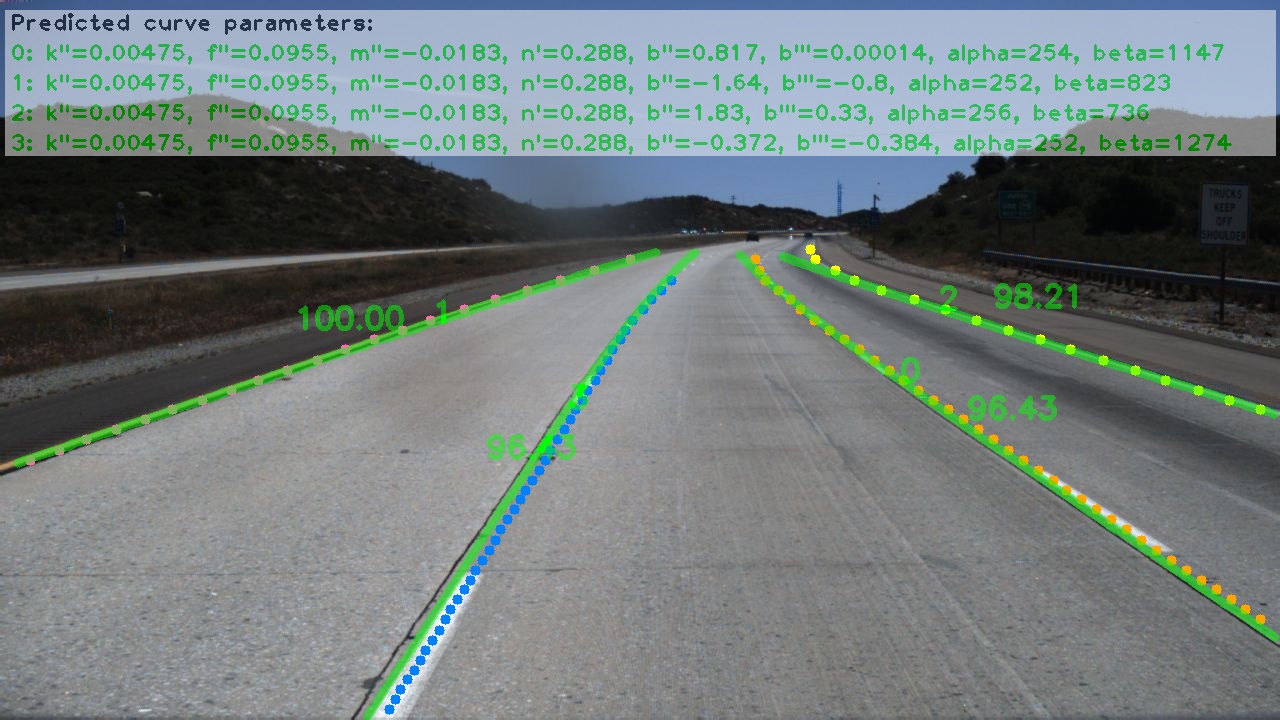 Predicted curve parameters:
0: k''=0.00475, f''=0.0955, m''=-0.0183, n'=0.288, b''=0.817, b'''=0.00014, alpha=254, beta=1147
1: k''=0.00475, f''=0.0955, m''=-0.0183, n'=0.288, b''=-1.64, b'''=-0.8, alpha=252, beta=823
2: k''=0.00475, f''=0.0955, m''=-0.0183, n'=0.288, b''=1.83, b'''=0.33, alpha=256, beta=736
3: k''=0.00475, f''=0.0955, m''=-0.0183, n'=0.288, b''=-0.372, b'''=-0.384, alpha=252, beta=1274
TRUCKS
KEEP
OFF
SHOULDER
100.00 1
2 98.21
0
96.43
96.43